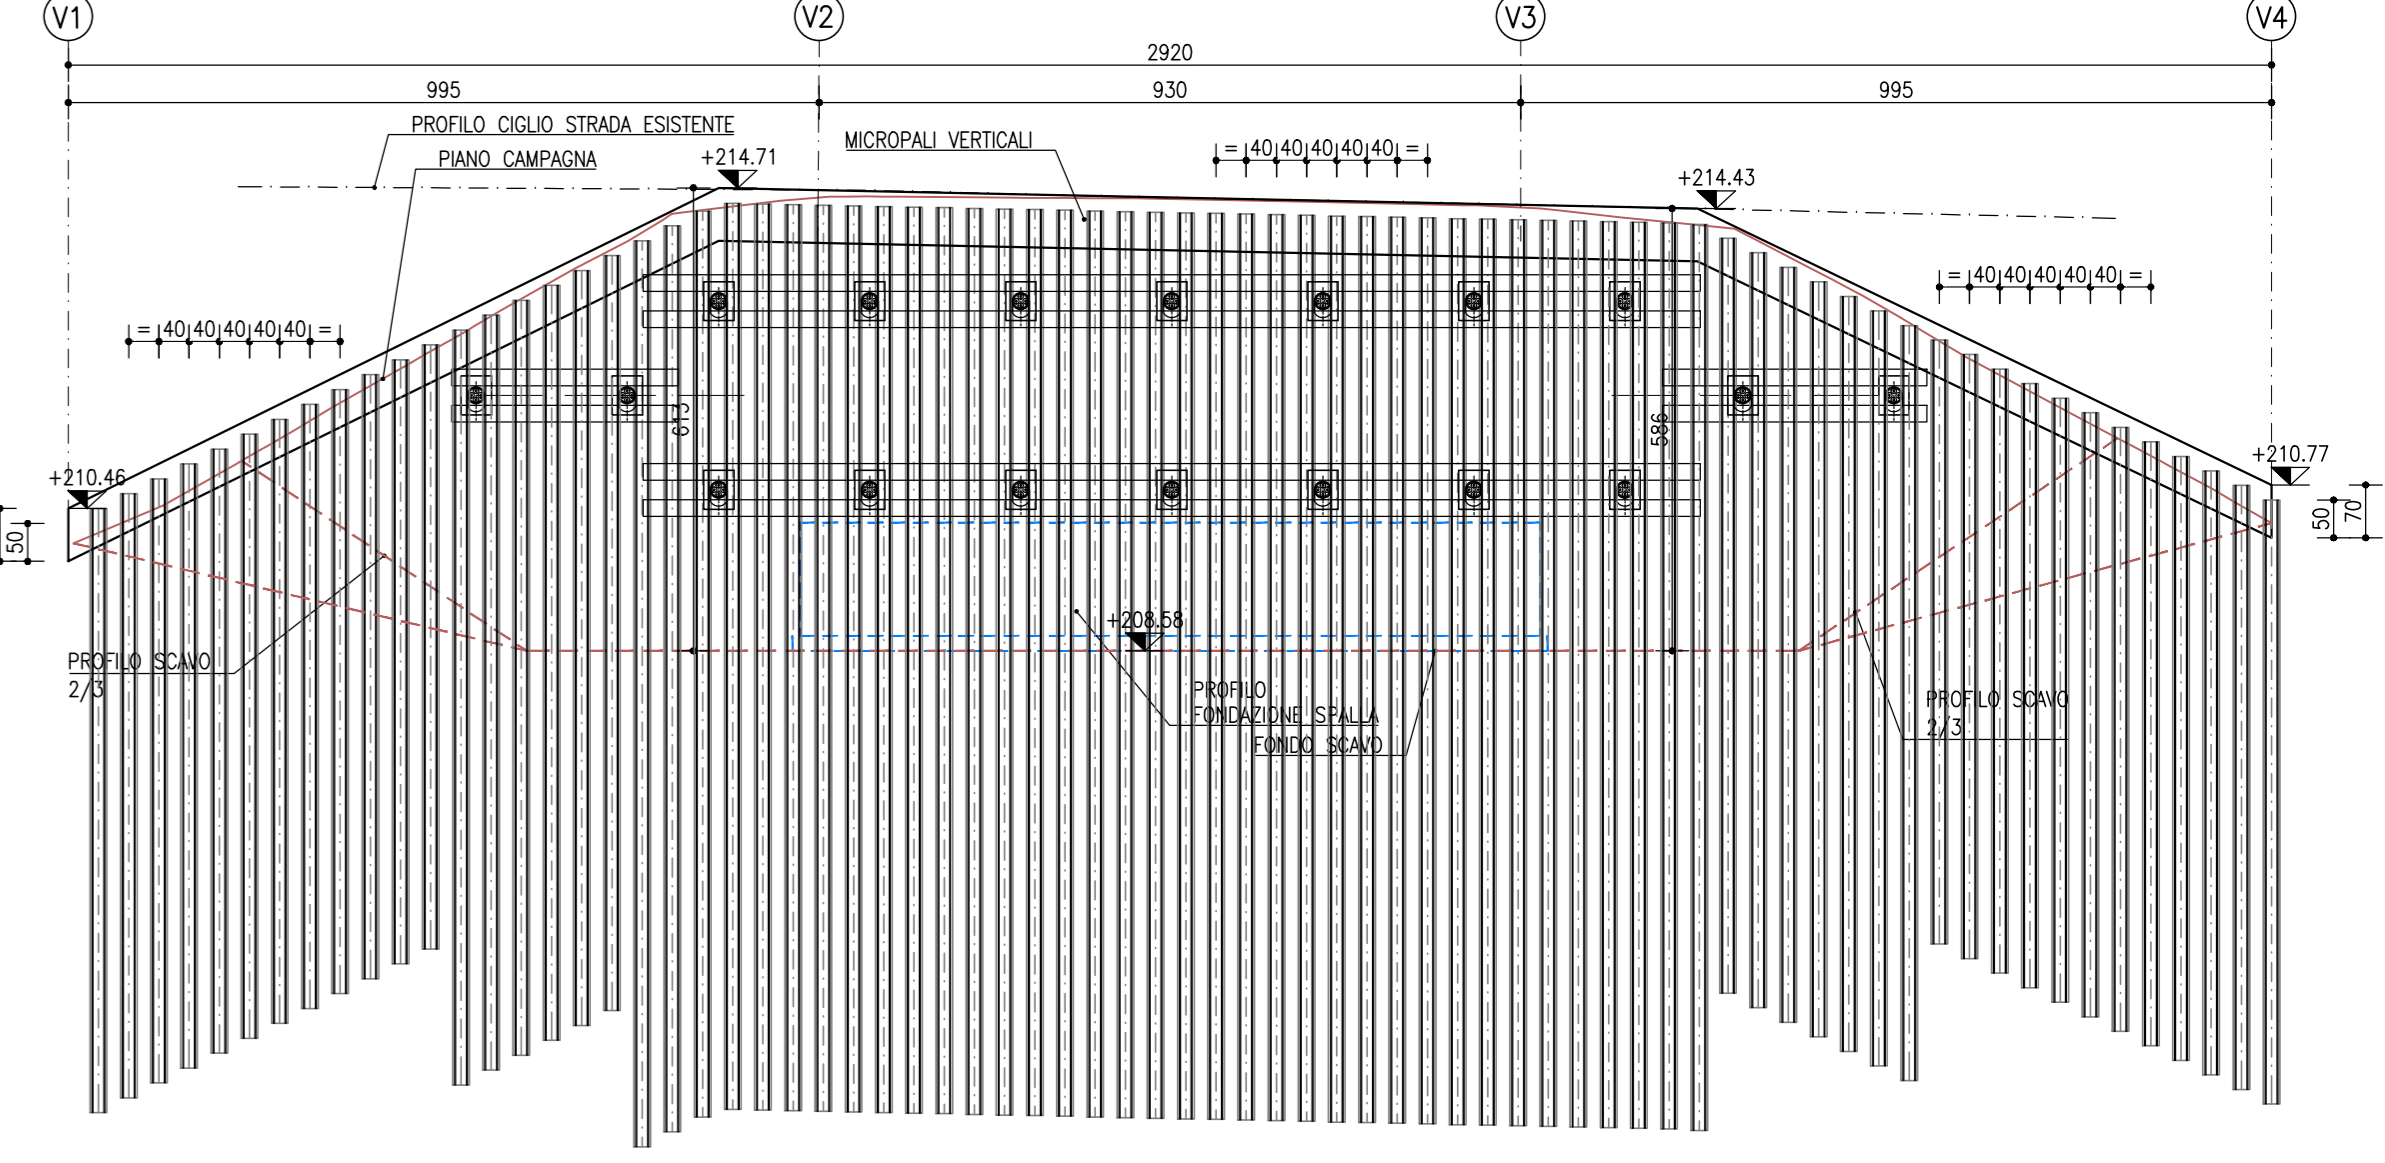 V1 V2 V3 V4
2920
995 930 995
PROFILO CIGLIO STRADA ESISTENTE
MICROPALI VERTICALI
PIANO CAMPAGNA
+214.71
= 40 40 40 40 40 =
+214.43
= 40 40 40 40 40 =
= 40 40 40 40 40 =
613
586
+210.46
+210.77
50
50
70
+208.58
PROFILO SCAVO
2/3
PROFILO
FONDAZIONE SPALLA
FONDO SCAVO
PROFILO SCAVO
2/3